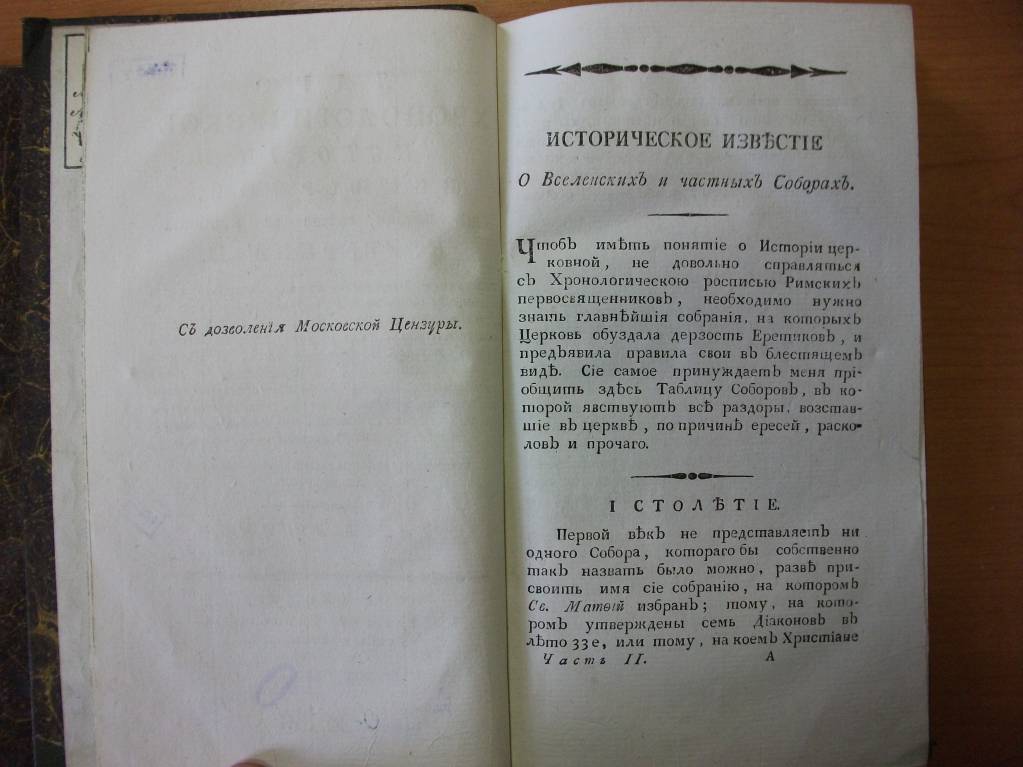 Съ дозволенія Московской Цензуры.
ИСТОРИЧЕСКОЕ ИЗВѢСТІЕ
О Вселенскихъ и частныхъ Соборахъ.
Чтобъ имѣть понятіе о Исторіи цер-
ковной, не довольно справляться
съ Хронологическою росписью Римскихъ
первосвященниковъ, необходимо нужно
знать главнѣйшія собранія, на которыхъ
Церковь обуздала дерзость Еретиковъ, и
предъявила правила свои въ блестящемъ
видѣ. Сіе самое принуждаетъ меня прі-
общить здѣсь Таблицу Соборовъ, въ ко-
торой явствуютъ всѣ раздоры, возстав-
шіе въ церквѣ, по причинѣ ересей, раско-
ловъ и прочаго.
I СТОЛѢТІЕ.
Первой вѣкъ не представляетъ ни
одного Собора, котораго бы собственно
такъ назвать было можно, развѣ при-
своить имя сіе собранію, на которомъ
Св. Матѳій избранъ; тому, на кото-
ромъ утверждены семь Діаконовъ въ
лѣто 33е, или тому, на коемъ Христіане
Часть II. А